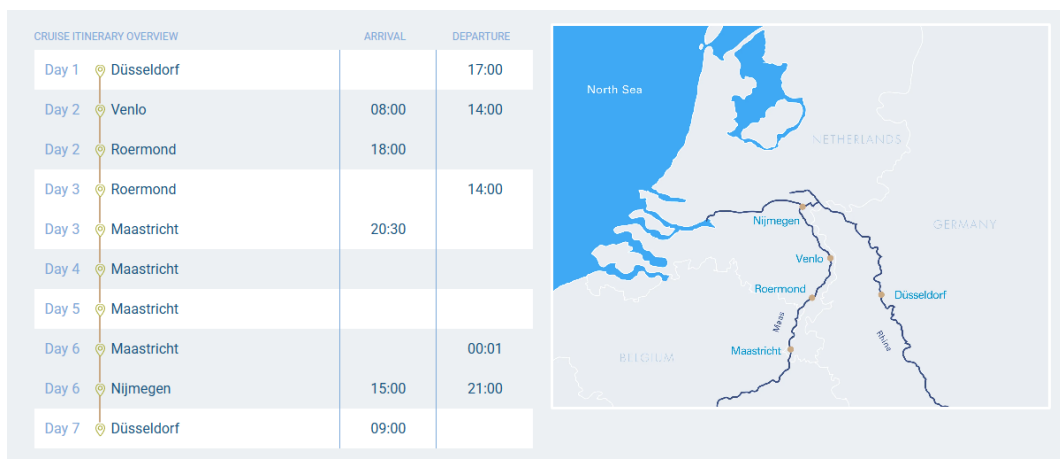 CRUISE ITINERARY OVERVIEW ARRIVAL DEPARTURE
Day 1 Düsseldorf 17:00
Day 2 Venlo 08:00 14:00
Day 2 Roermond 18:00
Day 3 Roermond 14:00
Day 3 Maastricht 20:30
Day 4 Maastricht
Day 5 Maastricht
Day 6 Maastricht 00:01
Day 6 Nijmegen 15:00 21:00
Day 7 Düsseldorf 09:00
North Sea
NETHERLANDS
Nijmegen
GERMANY
Venlo
Roermond
Düsseldorf
Maas
Rhine
Maastricht
BELGIUM